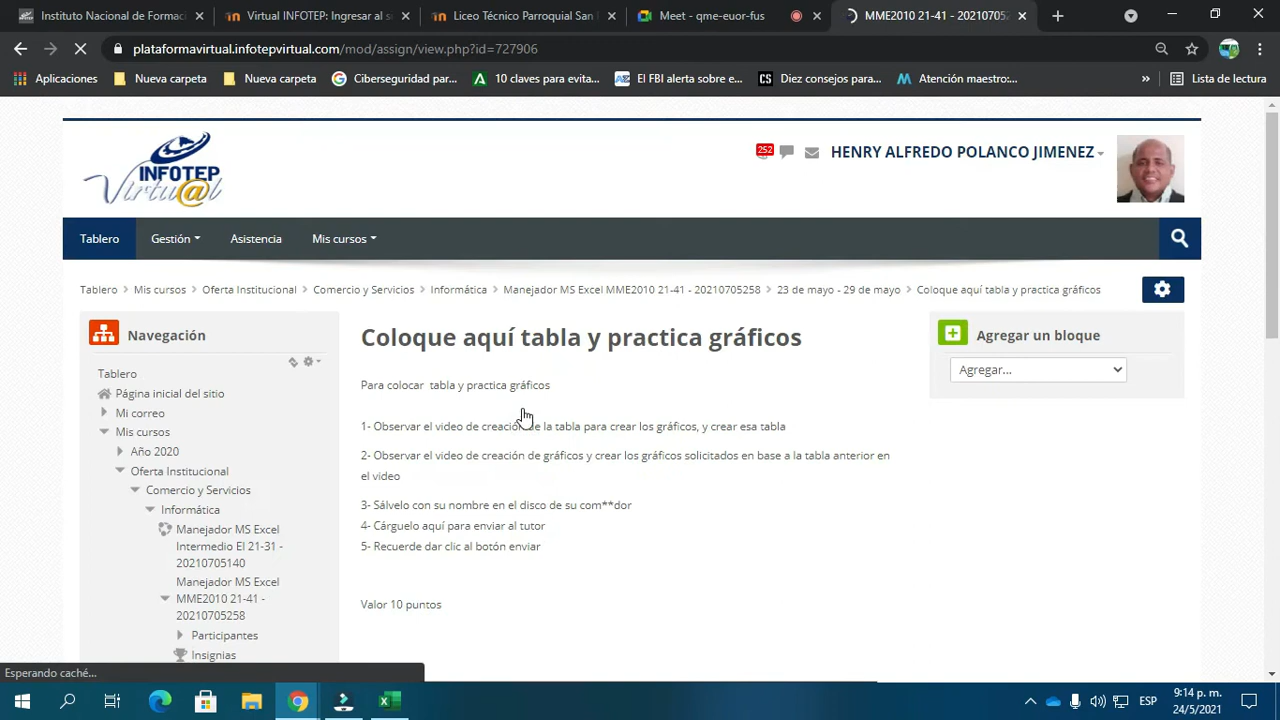 Instituto Nacional de Formaci
Virtual INFOTEP: Ingresar al s
Liceo Técnico Parroquial San
Meet - qme-euor-fus
MME2010 21-41 - 20210705
plataformavirtual.infotepvirtual.com/mod/assign/view.php?id=727906
Aplicaciones
Nueva carpeta
Nueva carpeta
Ciberseguridad par...
10 claves para evita...
El FBI alerta sobre e...
Diez consejos para...
Atención maestro:...
»
Lista de lectura
INFOTEP
Virtu@l
252
HENRY ALFREDO POLANCO JIMENEZ
Tablero
Gestión
Asistencia
Mis cursos
Tablero > Mis cursos > Oferta Institucional > Comercio y Servicios > Informática > Manejador MS Excel MME2010 21-41 - 20210705258 > 23 de mayo - 29 de mayo > Coloque aquí tabla y practica gráficos
Navegación
Tablero
Página inicial del sitio
Mi correo
Mis cursos
Año 2020
Oferta Institucional
Comercio y Servicios
Informática
Manejador MS Excel
Intermedio EI 21-31 -
20210705140
Manejador MS Excel
MME2010 21-41 -
20210705258
Participantes
Insignias
Coloque aquí tabla y practica gráficos
Para colocar tabla y practica gráficos
1- Observar el video de creación de la tabla para crear los gráficos, y crear esa tabla
2- Observar el video de creación de gráficos y crear los gráficos solicitados en base a la tabla anterior en
el video
3- Sálvelo con su nombre en el disco de su com**dor
4- Cárguelo aquí para enviar al tutor
5- Recuerde dar clic al botón enviar
Valor 10 puntos
Agregar un bloque
Agregar...
Esperando caché...
ESP
9:14 p. m.
24/5/2021